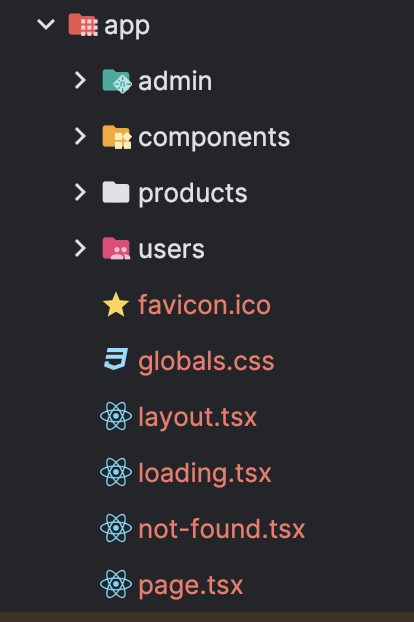 app
admin
components
products
users
favicon.ico
globals.css
layout.tsx
loading.tsx
not-found.tsx
page.tsx